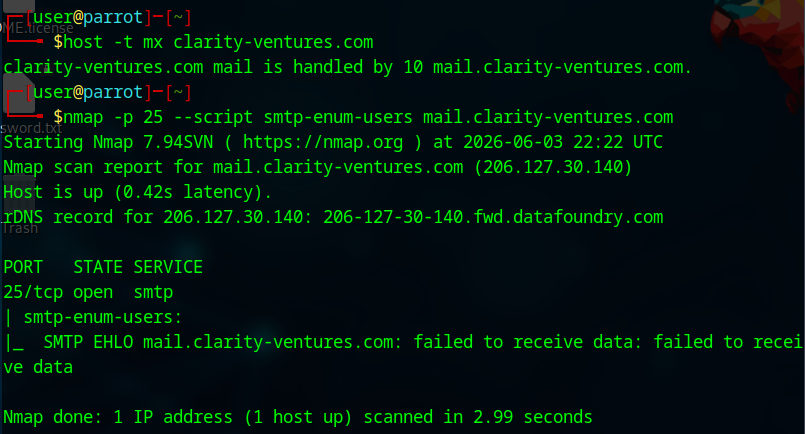 ┌─[user@parrot]─[~]
ME.license
└──╼ $host -t mx clarity-ventures.com
clarity-ventures.com mail is handled by 10 mail.clarity-ventures.com.
┌─[user@parrot]─[~]
└──╼ $nmap -p 25 --script smtp-enum-users mail.clarity-ventures.com
sword.txt
Starting Nmap 7.94SVN ( https://nmap.org ) at 2026-06-03 22:22 UTC
Nmap scan report for mail.clarity-ventures.com (206.127.30.140)
Host is up (0.42s latency).
rDNS record for 206.127.30.140: 206-127-30-140.fwd.datafoundry.com
Trash
PORT   STATE SERVICE
25/tcp open  smtp
| smtp-enum-users:
|_  SMTP EHLO mail.clarity-ventures.com: failed to receive data: failed to recei
ve data
Nmap done: 1 IP address (1 host up) scanned in 2.99 seconds